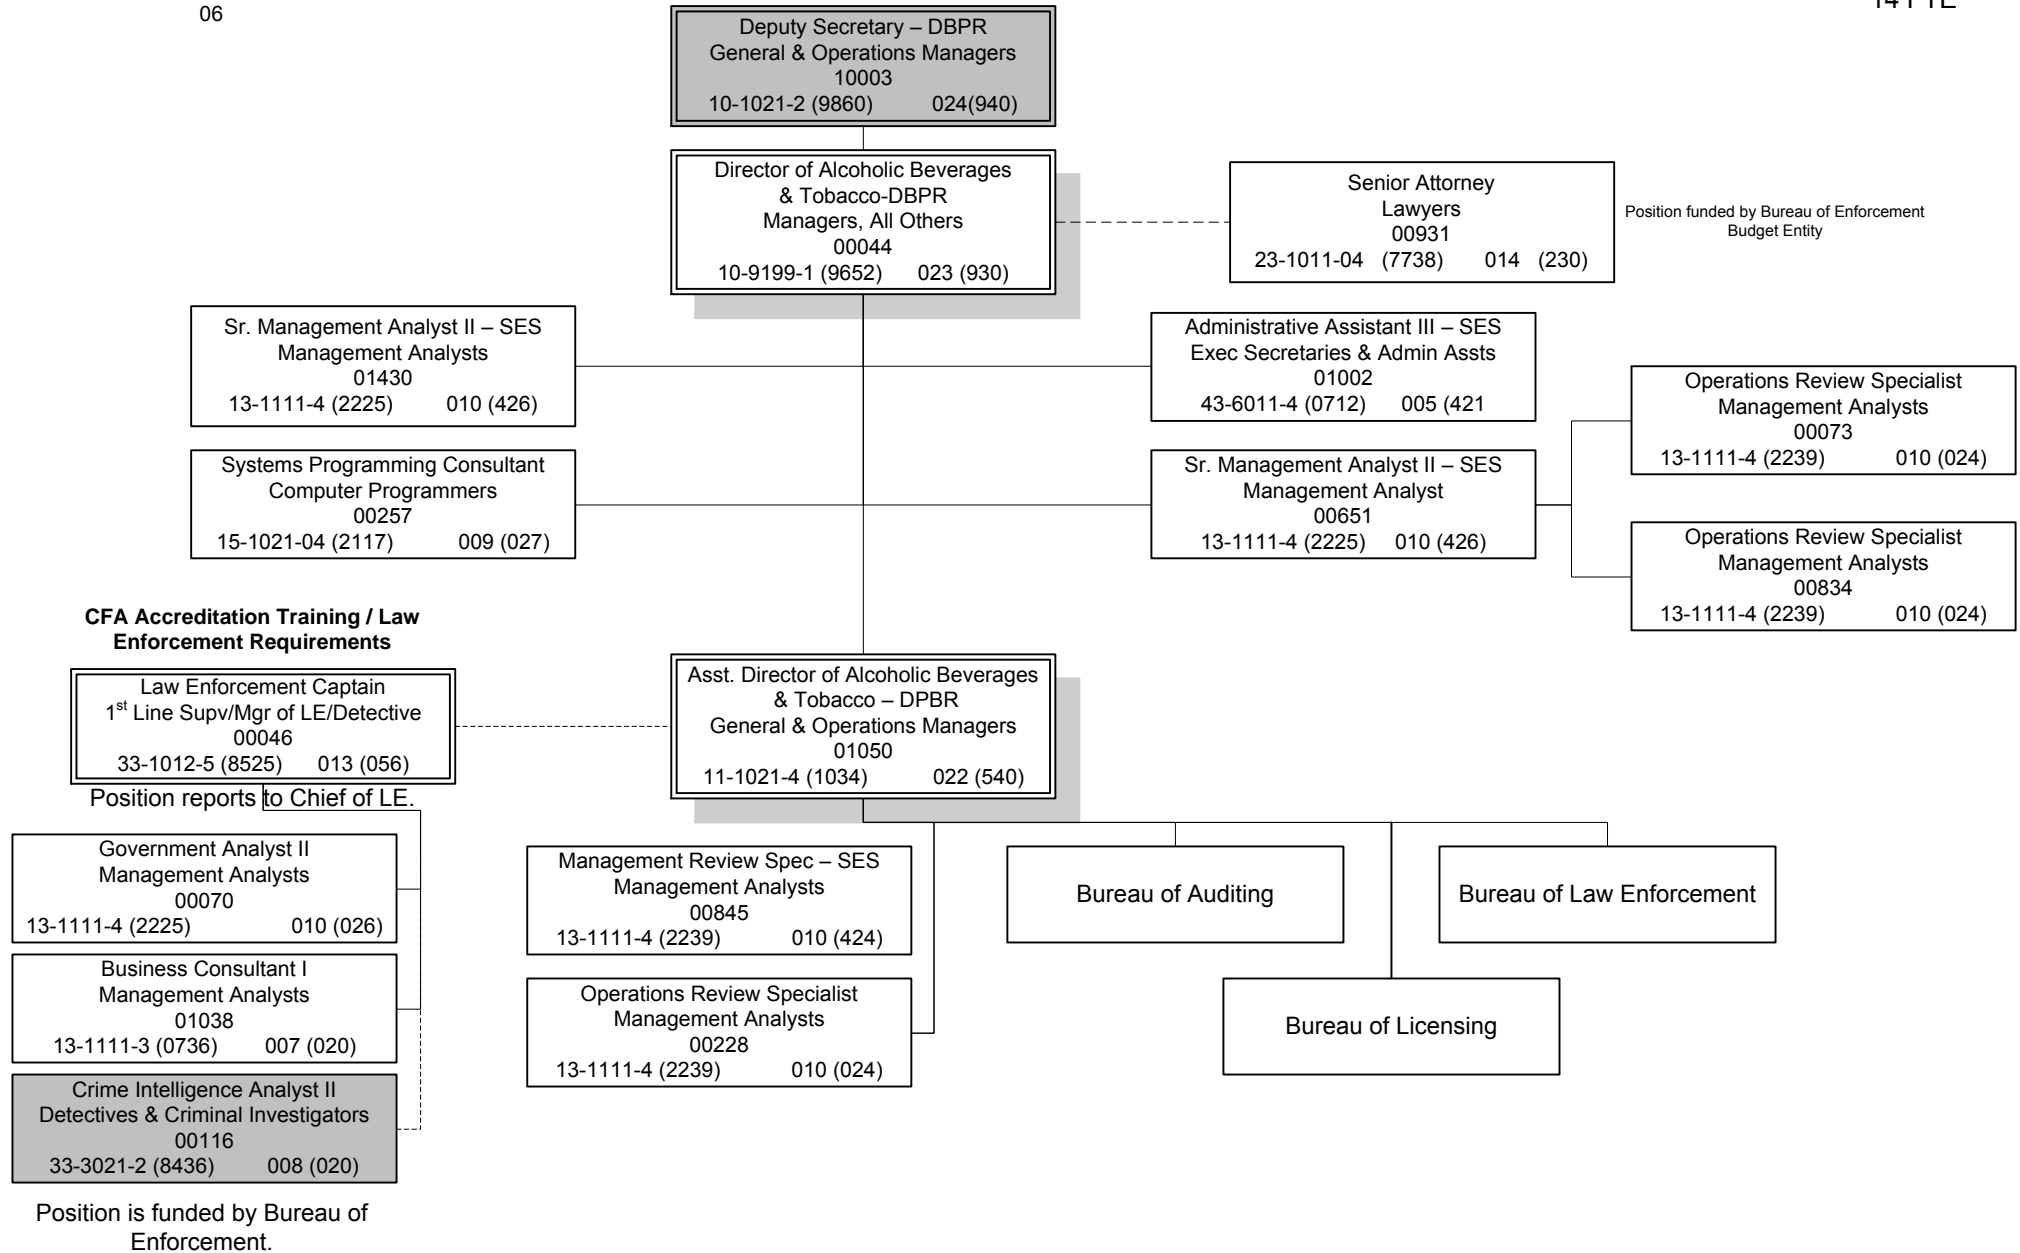 06
14 FTE
Deputy Secretary – DBPR
General & Operations Managers
10003
10-1021-2 (9860) 024(940)
Director of Alcoholic Beverages
& Tobacco-DBPR
Managers, All Others
00044
10-9199-1 (9652) 023 (930)
Senior Attorney
Lawyers
00931
23-1011-04 (7738) 014 (230)
Position funded by Bureau of Enforcement
Budget Entity
Sr. Management Analyst II – SES
Management Analysts
01430
13-1111-4 (2225) 010 (426)
Administrative Assistant III – SES
Exec Secretaries & Admin Assts
01002
43-6011-4 (0712) 005 (421
Operations Review Specialist
Management Analysts
00073
13-1111-4 (2239) 010 (024)
Systems Programming Consultant
Computer Programmers
00257
15-1021-04 (2117) 009 (027)
Sr. Management Analyst II – SES
Management Analyst
00651
13-1111-4 (2225) 010 (426)
Operations Review Specialist
Management Analysts
00834
13-1111-4 (2239) 010 (024)
CFA Accreditation Training / Law
Enforcement Requirements
Law Enforcement Captain
1st Line Supv/Mgr of LE/Detective
00046
33-1012-5 (8525) 013 (056)
Position reports to Chief of LE.
Asst. Director of Alcoholic Beverages
& Tobacco – DPBR
General & Operations Managers
01050
11-1021-4 (1034) 022 (540)
Government Analyst II
Management Analysts
00070
13-1111-4 (2225) 010 (026)
Business Consultant I
Management Analysts
01038
13-1111-3 (0736) 007 (020)
Crime Intelligence Analyst II
Detectives & Criminal Investigators
00116
33-3021-2 (8436) 008 (020)
Position is funded by Bureau of
Enforcement.
Management Review Spec – SES
Management Analysts
00845
13-1111-4 (2239) 010 (424)
Operations Review Specialist
Management Analysts
00228
13-1111-4 (2239) 010 (024)
Bureau of Auditing
Bureau of Law Enforcement
Bureau of Licensing